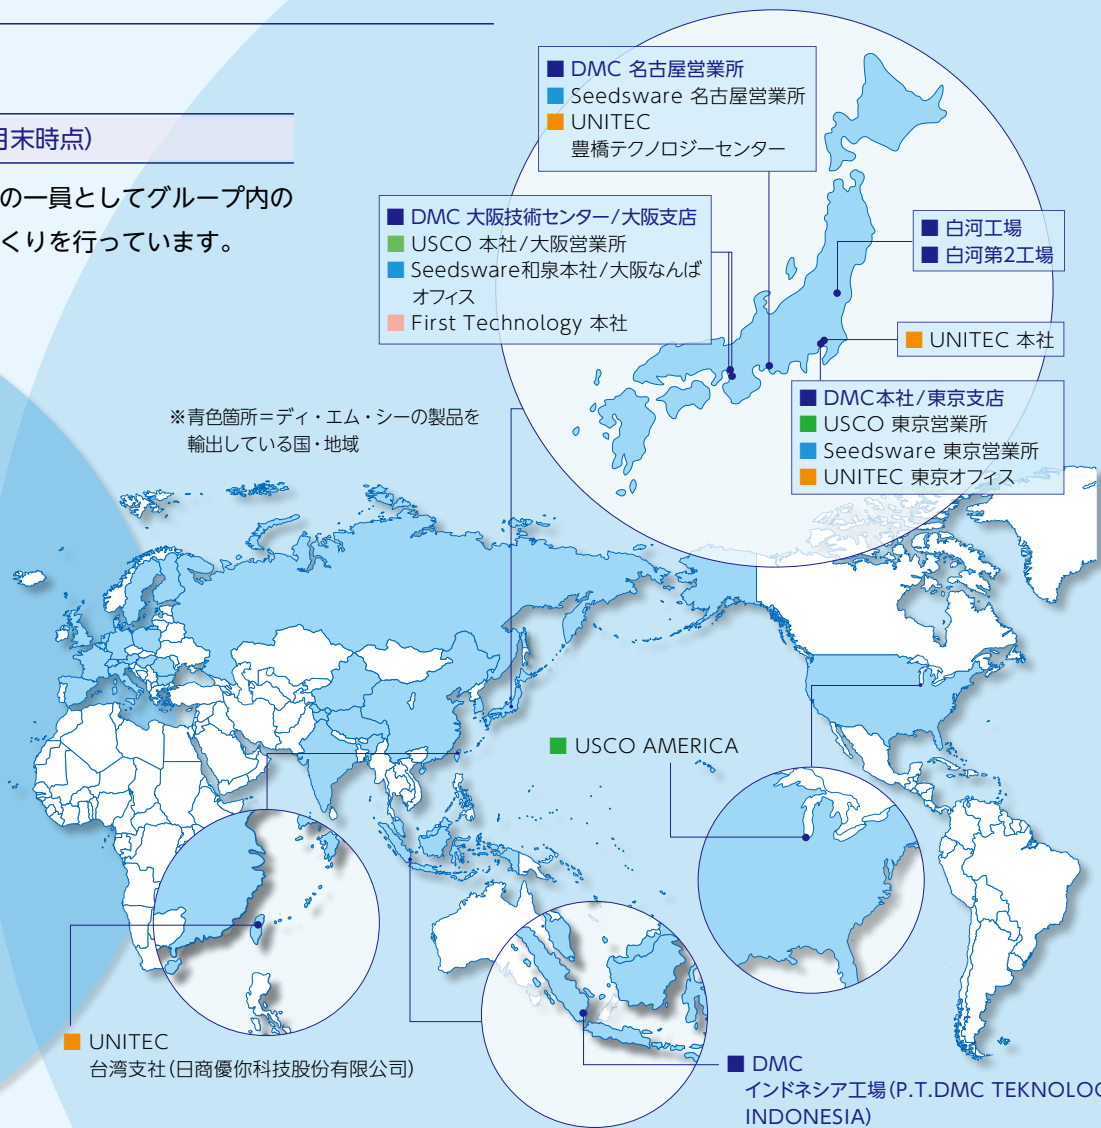 月末時点)
の一員としてグループ内の
くりを行っています。
■ DMC 名古屋営業所
■ Seedsware 名古屋営業所
■ UNITEC
豊橋テクノロジーセンター
■ DMC 大阪技術センター/大阪支店
■ USCO 本社/大阪営業所
■ Seedsware和泉本社/大阪なんば
オフィス
■ First Technology 本社
■ 白河工場
■ 白河第2工場
■ UNITEC 本社
■ DMC本社/東京支店
■ USCO 東京営業所
■ Seedsware 東京営業所
■ UNITEC 東京オフィス
※青色箇所=ディ・エム・シーの製品を
輸出している国・地域
■ USCO AMERICA
■ UNITEC
台湾支社(日商優你科技股份有限公司)
■ DMC
インドネシア工場(P.T.DMC TEKNOLOG
INDONESIA)